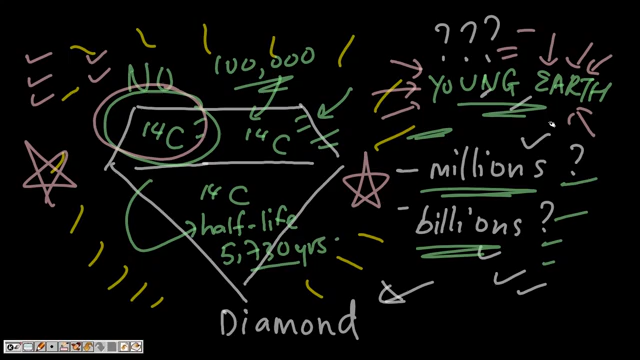 ? ? ?
NO 100,000
YOUNG EARTH
14C 14C
- millions ?
14C
half-life
5,730 yrs.
- billions ?
Diamond